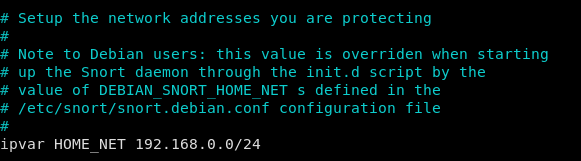 # Setup the network addresses you are protecting
#
# Note to Debian users: this value is overriden when starting
# up the Snort daemon through the init.d script by the
# value of DEBIAN_SNORT_HOME_NET s defined in the
# /etc/snort/snort.debian.conf configuration file
#
ipvar HOME_NET 192.168.0.0/24